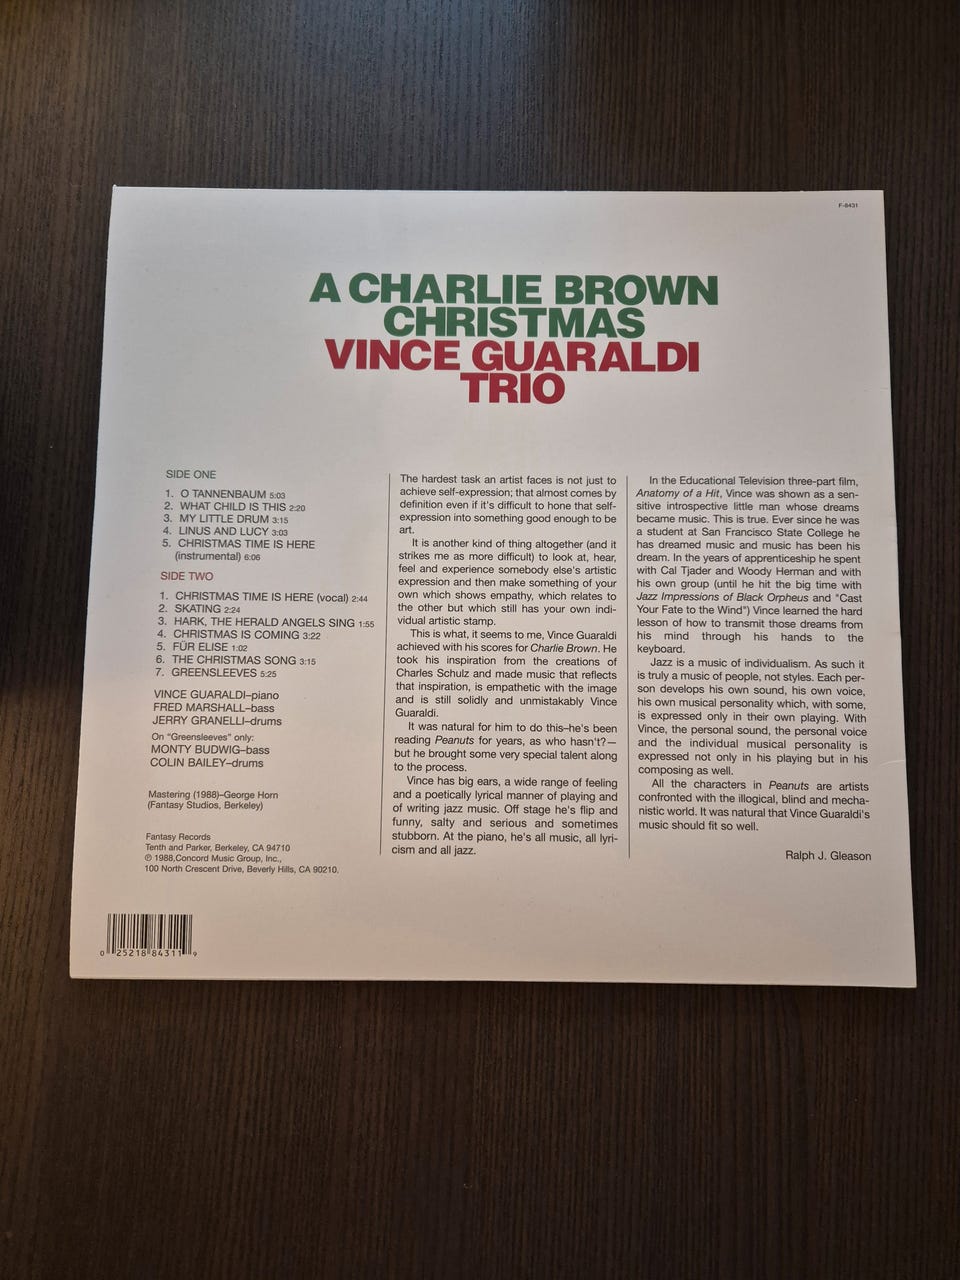 F-8431
A CHARLIE BROWN
CHRISTMAS
VINCE GUARALDI
TRIO
SIDE ONE
1. O TANNENBAUM 5:03
2. WHAT CHILD IS THIS 2:20
3. MY LITTLE DRUM 3:15
4. LINUS AND LUCY 3:03
5. CHRISTMAS TIME IS HERE
(instrumental) 6:06
SIDE TWO
1. CHRISTMAS TIME IS HERE (vocal) 2:44
2. SKATING 2:24
3. HARK, THE HERALD ANGELS SING 1:55
4. CHRISTMAS IS COMING 3:22
5. FÜR ELISE 1:02
6. THE CHRISTMAS SONG 3:15
7. GREENSLEEVES 5:25
VINCE GUARALDI–piano
FRED MARSHALL–bass
JERRY GRANELLI–drums
On "Greensleeves" only:
MONTY BUDWIG–bass
COLIN BAILEY–drums
Mastering (1988)–George Horn
(Fantasy Studios, Berkeley)
Fantasy Records
Tenth and Parker, Berkeley, CA 94710
℗ 1988,Concord Music Group, Inc.,
100 North Crescent Drive, Beverly Hills, CA 90210.
0 25218 84311 9
The hardest task an artist faces is not just to
achieve self-expression; that almost comes by
definition even if it's difficult to hone that self-
expression into something good enough to be
art.
It is another kind of thing altogether (and it
strikes me as more difficult) to look at, hear,
feel and experience somebody else's artistic
expression and then make something of your
own which shows empathy, which relates to
the other but which still has your own indi-
vidual artistic stamp.
This is what, it seems to me, Vince Guaraldi
achieved with his scores for Charlie Brown. He
took his inspiration from the creations of
Charles Schulz and made music that reflects
that inspiration, is empathetic with the image
and is still solidly and unmistakably Vince
Guaraldi.
It was natural for him to do this–he's been
reading Peanuts for years, as who hasn't?—
but he brought some very special talent along
to the process.
Vince has big ears, a wide range of feeling
and a poetically lyrical manner of playing and
of writing jazz music. Off stage he's flip and
funny, salty and serious and sometimes
stubborn. At the piano, he's all music, all lyri-
cism and all jazz.
In the Educational Television three-part film,
Anatomy of a Hit, Vince was shown as a sen-
sitive introspective little man whose dreams
became music. This is true. Ever since he was
a student at San Francisco State College he
has dreamed music and music has been his
dream. In the years of apprenticeship he spent
with Cal Tjader and Woody Herman and with
his own group (until he hit the big time with
Jazz Impressions of Black Orpheus and "Cast
Your Fate to the Wind") Vince learned the hard
lesson of how to transmit those dreams from
his mind through his hands to the
keyboard.
Jazz is a music of individualism. As such it
is truly a music of people, not styles. Each per-
son develops his own sound, his own voice,
his own musical personality which, with some,
is expressed only in their own playing. With
Vince, the personal sound, the personal voice
and the individual musical personality is
expressed not only in his playing but in his
composing as well.
All the characters in Peanuts are artists
confronted with the illogical, blind and mecha-
nistic world. It was natural that Vince Guaraldi's
music should fit so well.
Ralph J. Gleason